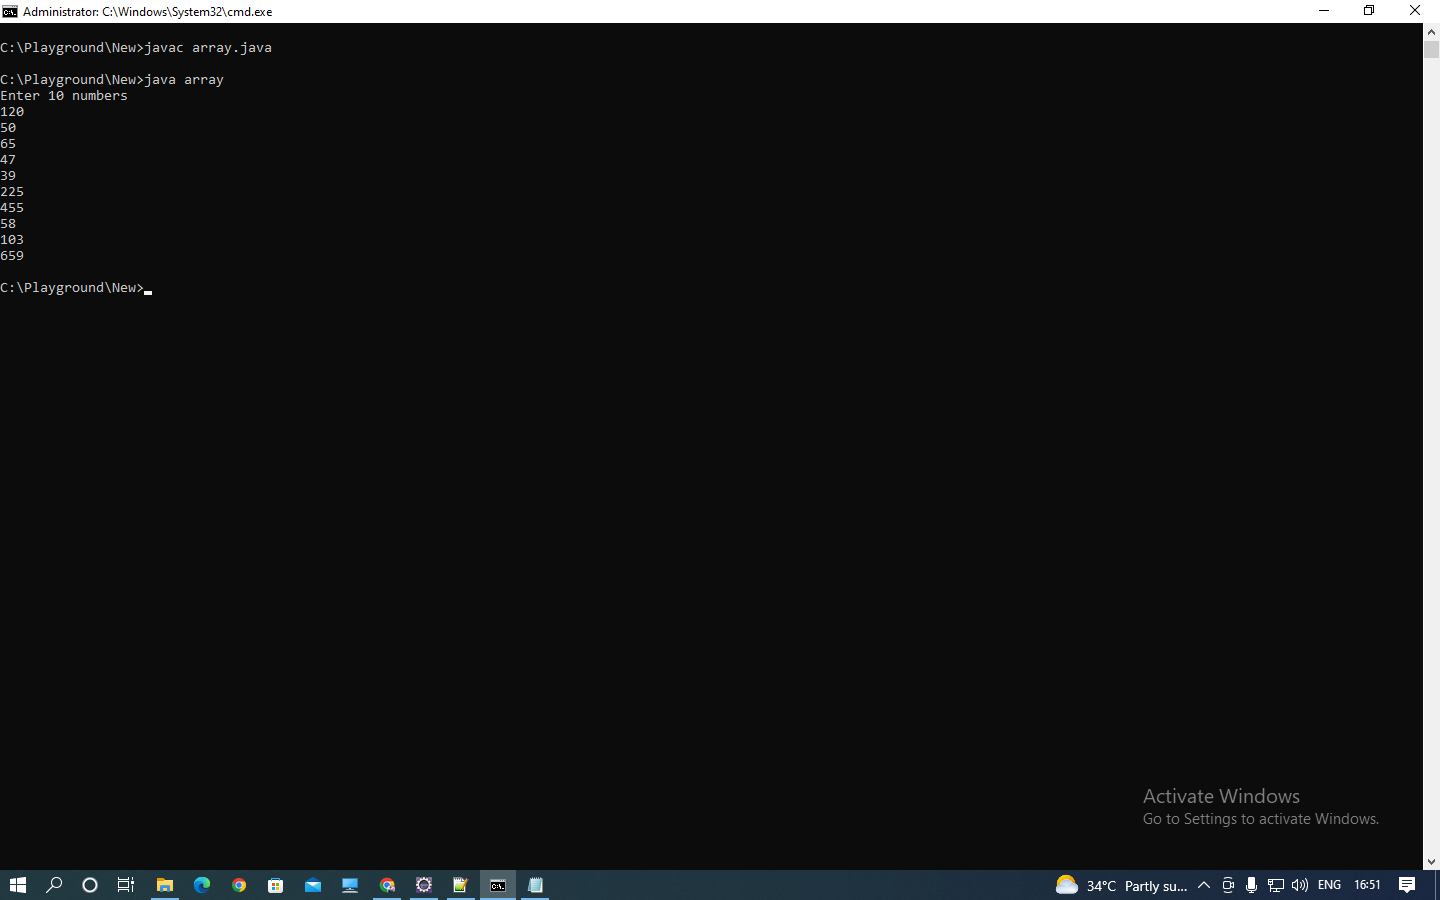 Administrator: C:\Windows\System32\cmd.exe
C:\Playground\New>javac array.java
C:\Playground\New>java array
Enter 10 numbers
120
50
65
47
39
225
455
58
103
659
C:\Playground\New>
Activate Windows
Go to Settings to activate Windows.
34°C Partly su... ENG 16:51